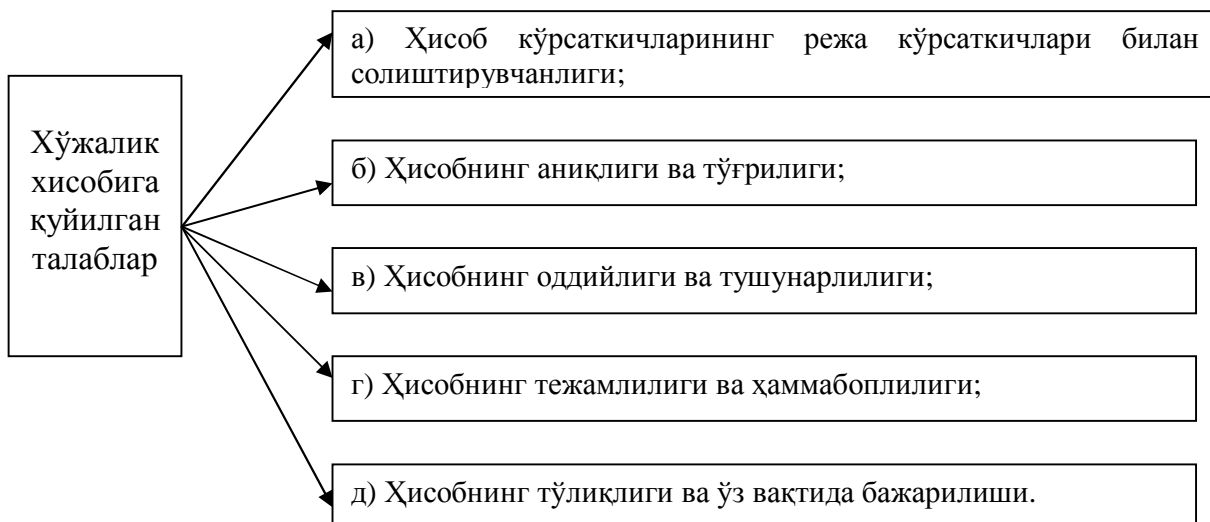 Хўжалик
хисобига
қуйилган
талаблар
а) Ҳисоб кўрсаткичларининг режа кўрсаткичлари билан
солиштирувчанлиги;
б) Ҳисобнинг аниқлиги ва тўғрилиги;
в) Ҳисобнинг оддийлиги ва тушунарлилиги;
г) Ҳисобнинг тежамлилиги ва ҳаммабоплилиги;
д) Ҳисобнинг тўлиқлиги ва ўз вақтида бажарилиши.